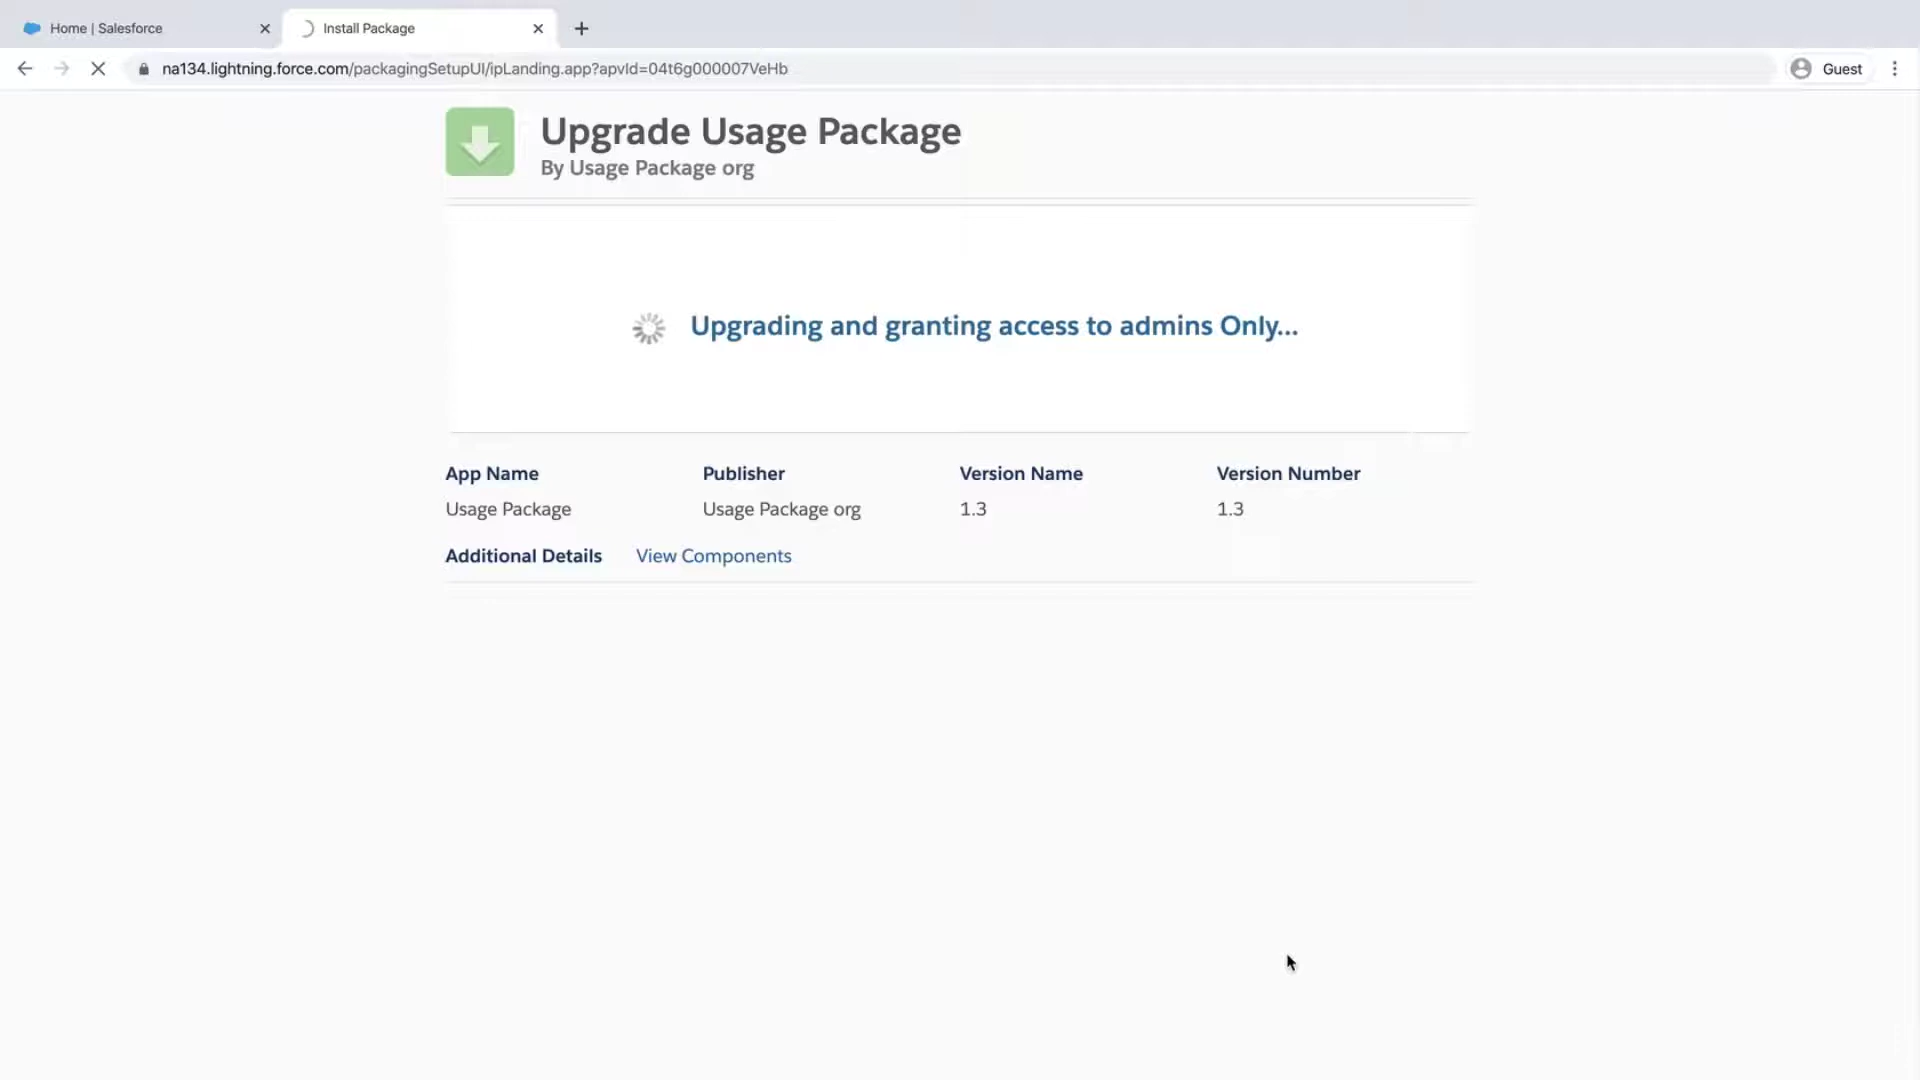 Home | Salesforce
Install Package
na134.lightning.force.com/packagingSetupUI/ipLanding.app?apvId=04t6g000007VeHb
Guest
Upgrade Usage Package
By Usage Package org
Upgrading and granting access to admins Only...
App Name Publisher Version Name Version Number
Usage Package Usage Package org 1.3 1.3
Additional Details View Components